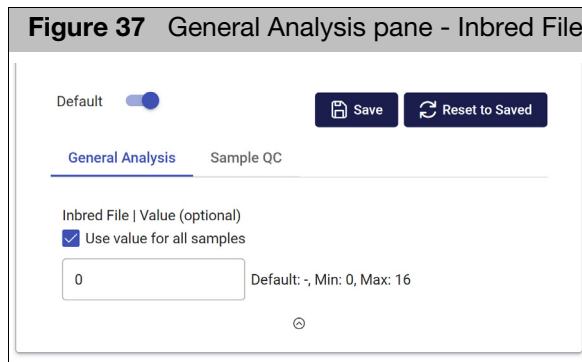 Figure 37 General Analysis pane - Inbred File
Default
Save
Reset to Saved
General Analysis
Sample QC
Inbred File | Value (optional)
Use value for all samples
0
Default: -, Min: 0, Max: 16